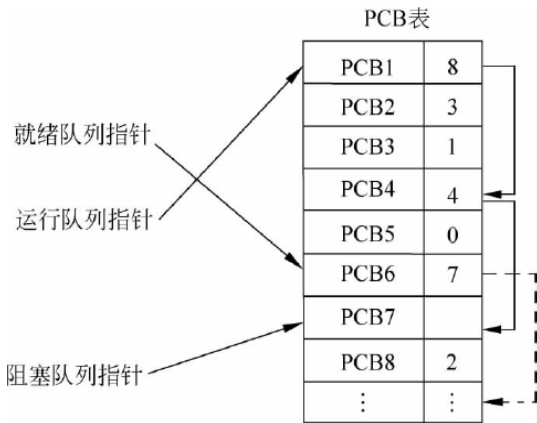 PCB表
PCB1 8
PCB2 3
就绪队列指针
PCB3 1
PCB4 4
运行队列指针
PCB5 0
PCB6 7
PCB7
阻塞队列指针
PCB8 2
⋮ ⋮